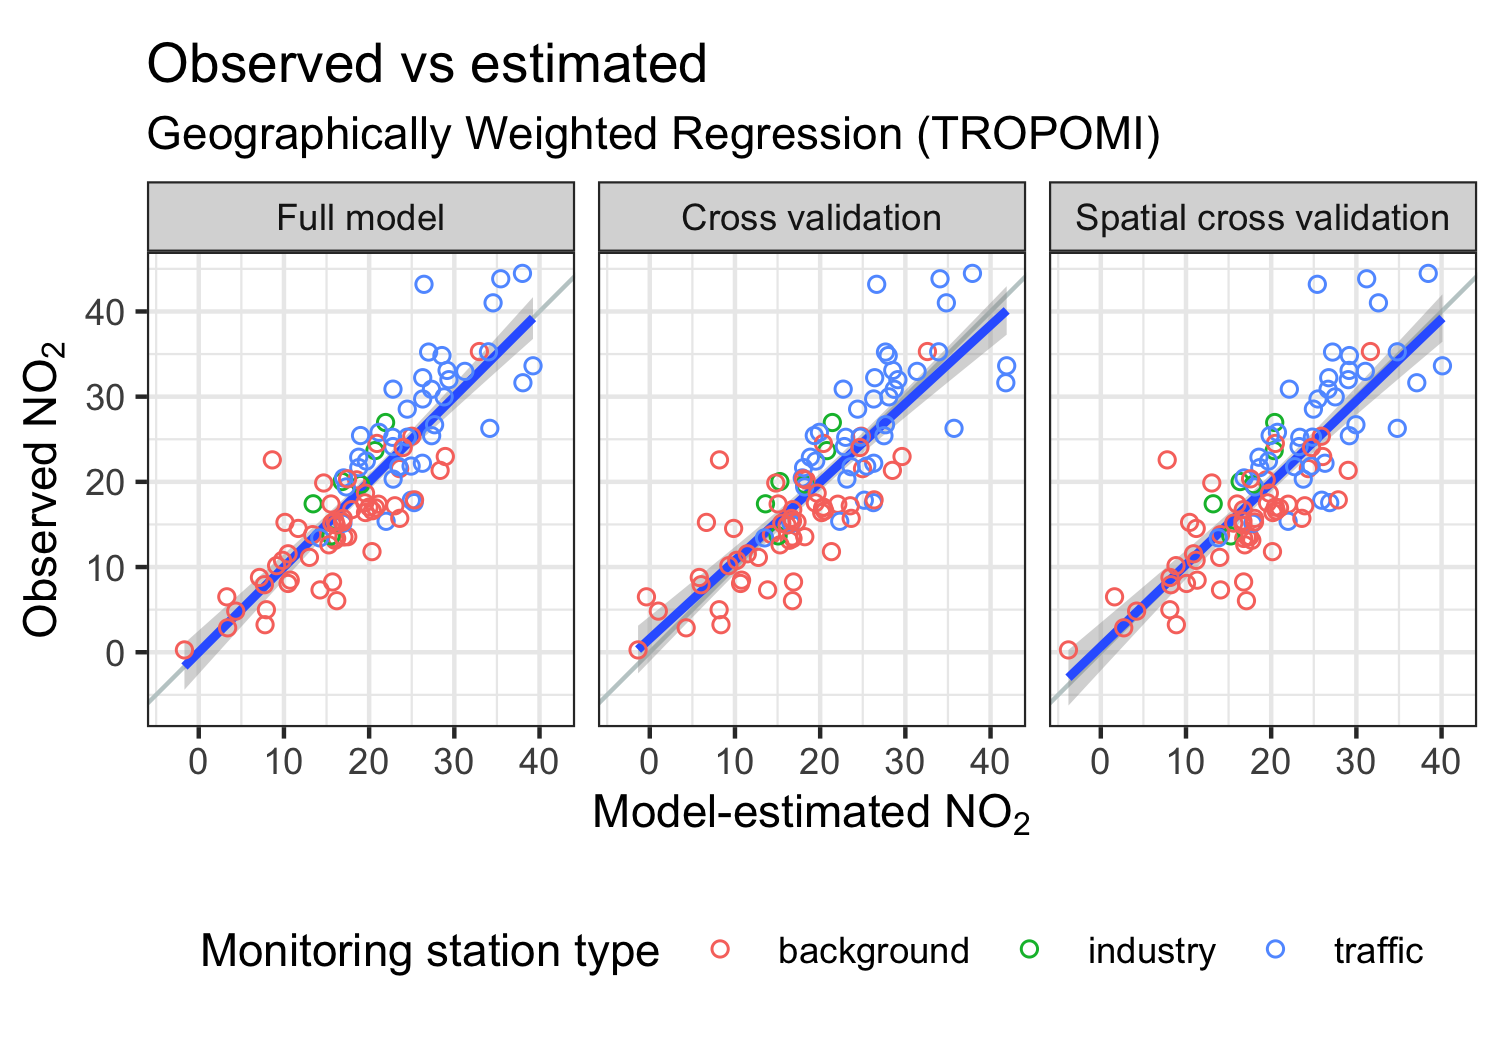 Observed vs estimated
Geographically Weighted Regression (TROPOMI)
Full model
Cross validation
Spatial cross validation
Observed NO₂
40
30
20
10
0
0 10 20 30 40
0 10 20 30 40
0 10 20 30 40
Model-estimated NO₂
Monitoring station type background industry traffic